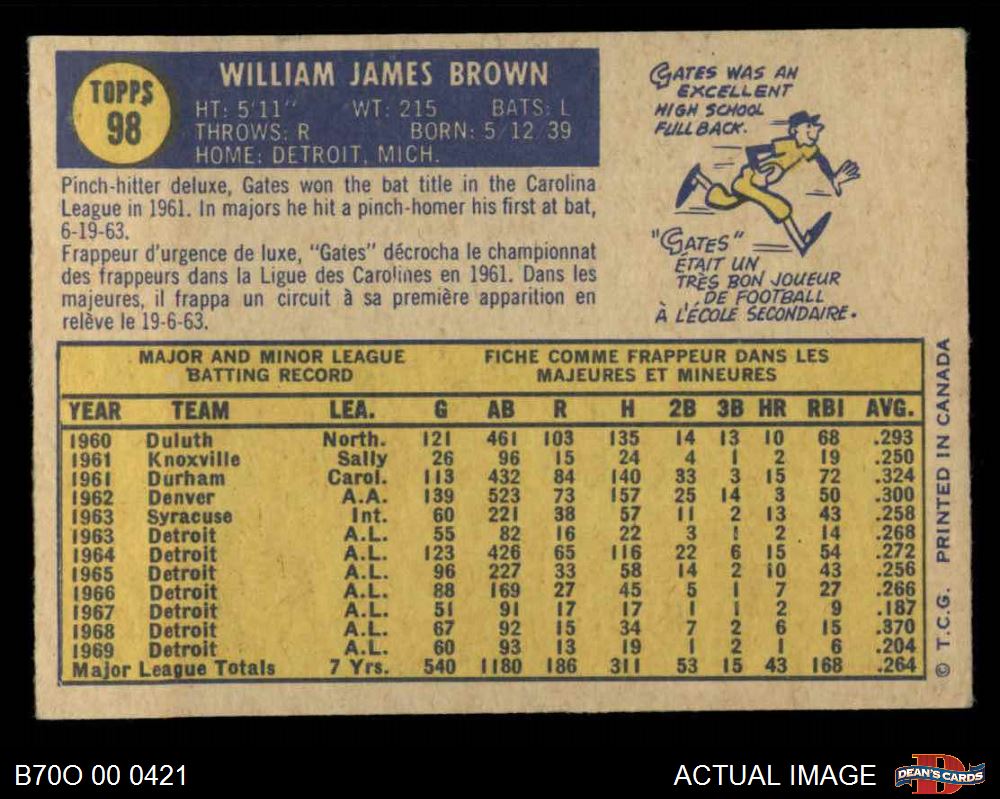 TOPPS
98
WILLIAM JAMES BROWN
HT: 5'11" WT: 215 BATS: L
THROWS: R BORN: 5 12 39
HOME: DETROIT, MICH.
Pinch-hitter deluxe, Gates won the bat title in the Carolina
League in 1961. In majors he hit a pinch-homer his first at bat,
6-19-63.
Frappeur d'urgence de luxe, "Gates" décrocha le championnat
des frappeurs dans la Ligue des Carolines en 1961. Dans les
majeures, il frappa un circuit à sa première apparition en
relève le 19-6-63.
GATES WAS AN
EXCELLENT
HIGH SCHOOL
FULLBACK.
"GATES"
ÉTAIT UN
TRÈS BON JOUEUR
DE FOOTBALL
À L'ÉCOLE SECONDAIRE.
MAJOR AND MINOR LEAGUE FICHE COMME FRAPPEUR DANS LES
BATTING RECORD MAJEURES ET MINEURES
YEAR TEAM LEA. G AB R H 2B 3B HR RBI AVG.
1960 Duluth North. 121 461 103 135 14 13 10 68 .293
1961 Knoxville Sally 26 96 15 24 4 1 2 19 .250
1961 Durham Carol. 113 432 84 140 33 3 15 72 .324
1962 Denver A.A. 139 523 73 157 25 14 3 50 .300
1963 Syracuse Int. 60 221 38 57 11 2 13 43 .258
1963 Detroit A.L. 55 82 16 22 3 1 2 14 .268
1964 Detroit A.L. 123 426 65 116 22 6 15 54 .272
1965 Detroit A.L. 96 227 33 58 14 2 10 43 .256
1966 Detroit A.L. 88 169 27 45 5 1 7 27 .266
1967 Detroit A.L. 51 91 17 17 1 1 2 9 .187
1968 Detroit A.L. 67 92 15 34 7 2 6 15 .370
1969 Detroit A.L. 60 93 13 19 1 2 1 6 .204
Major League Totals 7 Yrs. 540 1180 186 311 53 15 43 168 .264
© T.C.G. PRINTED IN CANADA
B70O 00 0421
ACTUAL IMAGE
D
DEAN'S CARDS